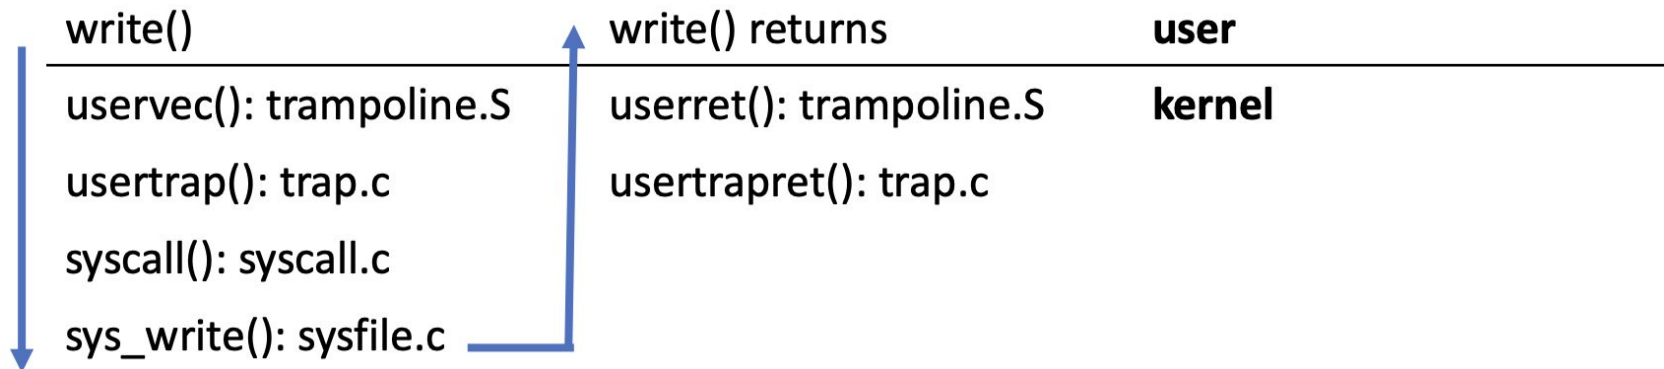 write() write() returns user
uservec(): trampoline.S userret(): trampoline.S kernel
usertrap(): trap.c usertrapret(): trap.c
syscall(): syscall.c
sys_write(): sysfile.c